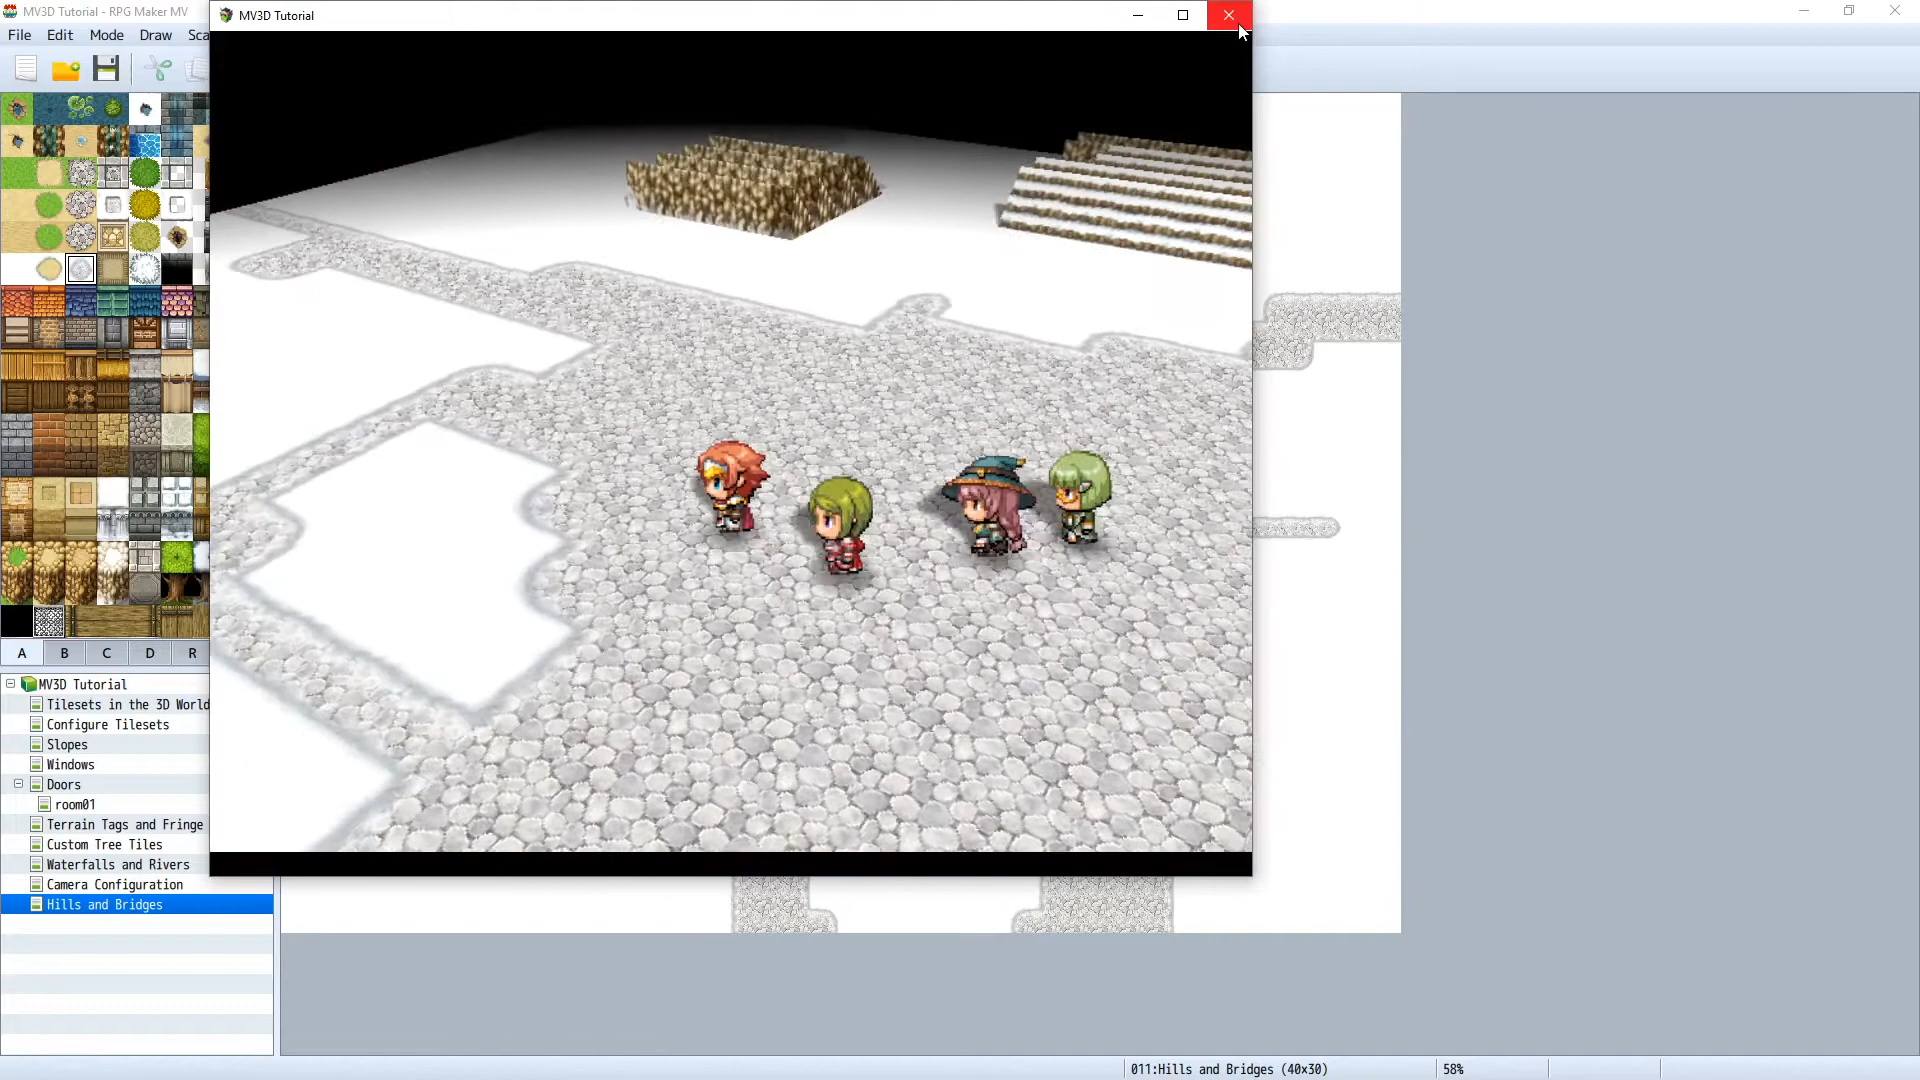 MV3D Tutorial - RPG Maker MV
MV3D Tutorial
File Edit Mode Draw Sca
A B C D R
MV3D Tutorial
Tilesets in the 3D World
Configure Tilesets
Slopes
Windows
Doors
room01
Terrain Tags and Fringe
Custom Tree Tiles
Waterfalls and Rivers
Camera Configuration
Hills and Bridges
011:Hills and Bridges (40x30) 58%